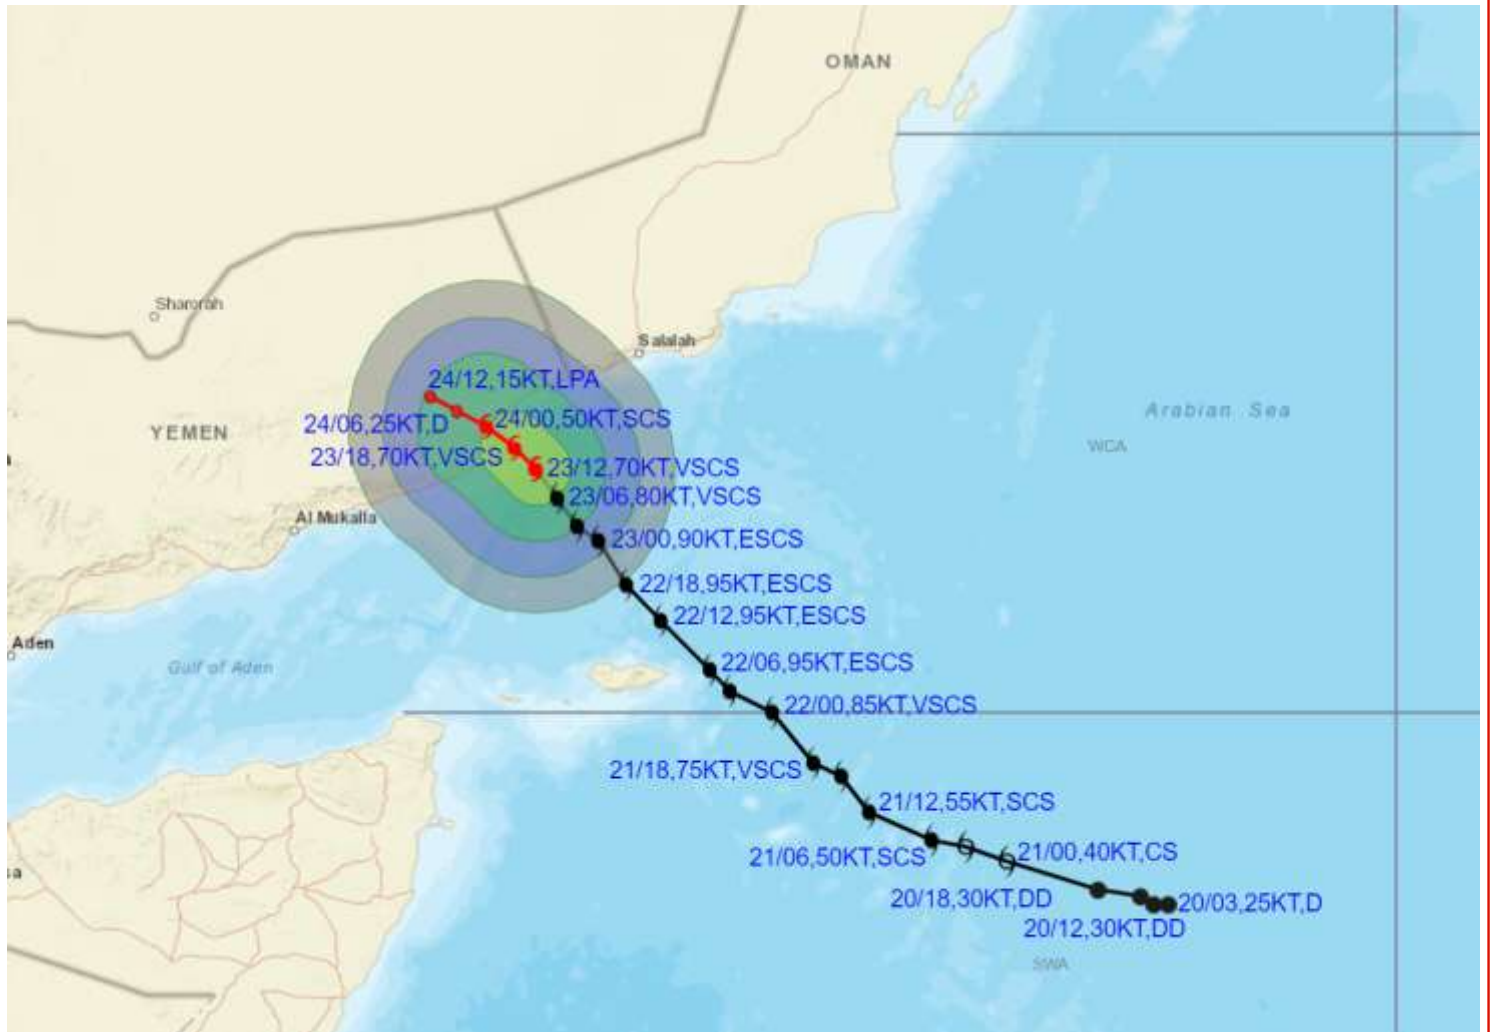 OMAN
Sharorah
Salalah
24/12,15KT,LPA
Arabian Sea
24/06,25KT,D
24/00,50KT,SCS
YEMEN
WCA
23/18,70KT,VSCS
23/12,70KT,VSCS
23/06,80KT,VSCS
Al Mukalla
23/00,90KT,ESCS
22/18,95KT,ESCS
22/12,95KT,ESCS
Aden
Gulf of Aden
22/06,95KT,ESCS
22/00,85KT,VSCS
21/18,75KT,VSCS
21/12,55KT,SCS
21/06,50KT,SCS
21/00,40KT,CS
sa
20/18,30KT,DD
20/03,25KT,D
20/12,30KT,DD
SWA